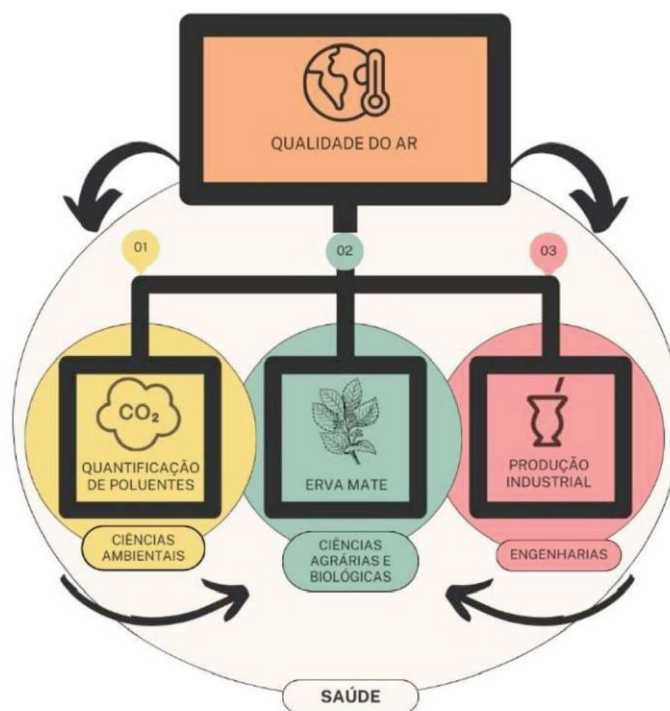 QUALIDADE DO AR
01
02
03
CO₂
QUANTIFICAÇÃO
DE POLUENTES
ERVA MATE
PRODUÇÃO
INDUSTRIAL
CIÊNCIAS
AMBIENTAIS
CIÊNCIAS
AGRÁRIAS E
BIOLÓGICAS
ENGENHARIAS
SAÚDE